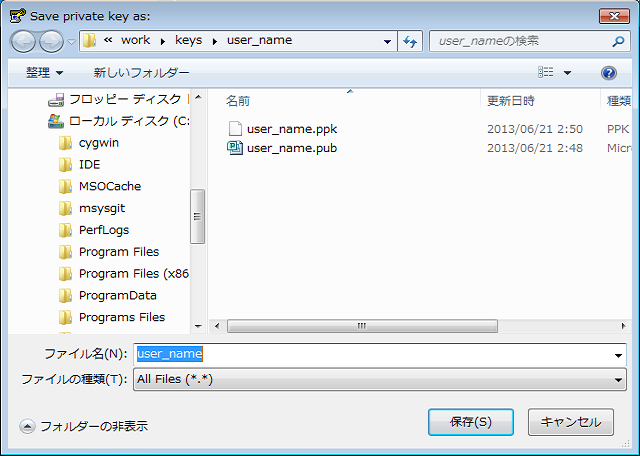 Save private key as:
« work keys user_name
user_nameの検索
整理 新しいフォルダー
フロッピー ディスク
ローカル ディスク (C:
cygwin
IDE
MSOCache
msysgit
PerfLogs
Program Files
Program Files (x86
ProgramData
Programs Files
名前 更新日時 種類
user_name.ppk 2013/06/21 2:50 PPK
user_name.pub 2013/06/21 2:48 Micr
ファイル名(N): user_name
ファイルの種類(T): All Files (*.*)
フォルダーの非表示
保存(S) キャンセル